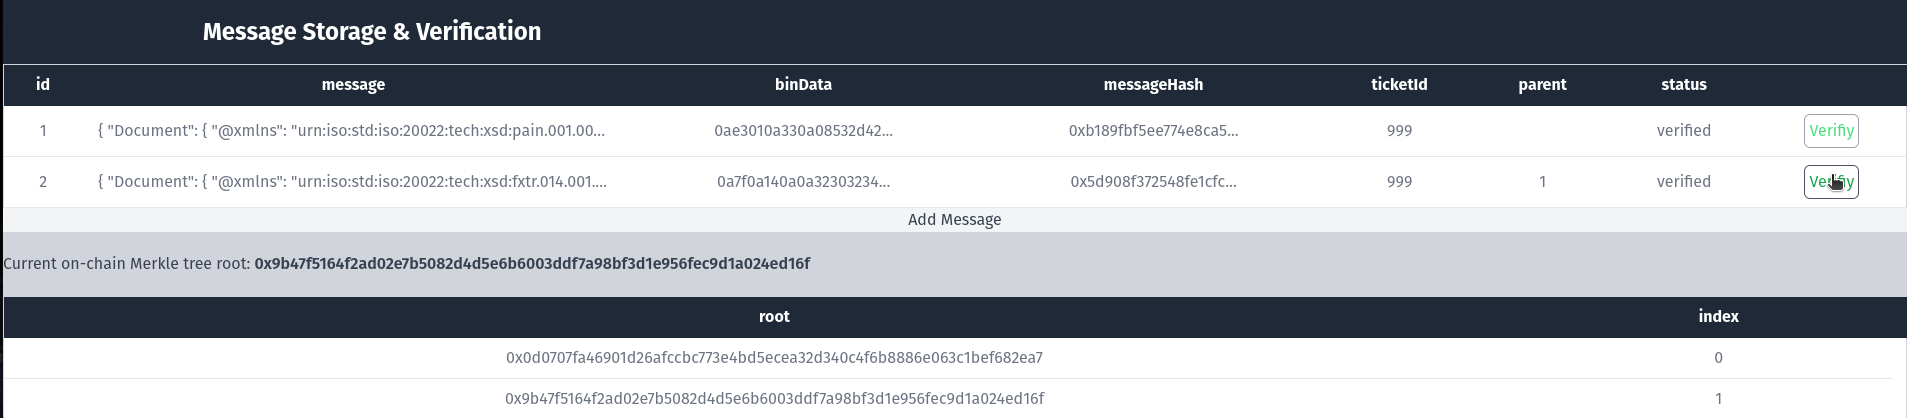 Message Storage & Verification
id message binData messageHash ticketId parent status
1 { "Document": { "@xmlns": "urn:iso:std:iso:20022:tech:xsd:pain.001.00... 0ae3010a330a08532d42... 0xb189fbf5ee774e8ca5... 999 verified Verifiy
2 { "Document": { "@xmlns": "urn:iso:std:iso:20022:tech:xsd:fxtr.014.001.... 0a7f0a140a0a32303234... 0x5d908f372548fe1cfc... 999 1 verified Verifiy
Add Message
Current on-chain Merkle tree root: 0x9b47f5164f2ad02e7b5082d4d5e6b6003ddf7a98bf3d1e956fec9d1a024ed16f
root index
0x0d0707fa46901d26afccbc773e4bd5ecea32d340c4f6b8886e063c1bef682ea7 0
0x9b47f5164f2ad02e7b5082d4d5e6b6003ddf7a98bf3d1e956fec9d1a024ed16f 1